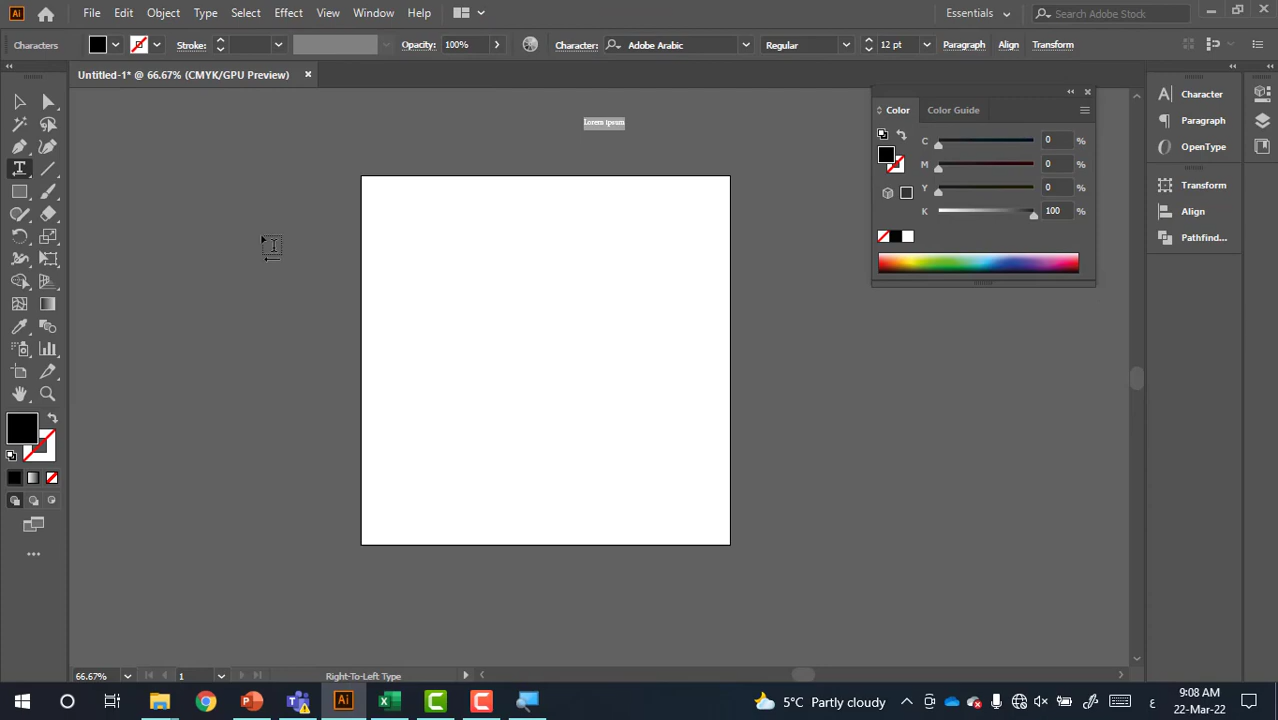 File Edit Object Type Select Effect View Window Help Essentials Search Adobe Stock
Characters Stroke: Opacity: 100% Character: Adobe Arabic Regular 12 pt Paragraph Align Transform
Untitled-1* @ 66.67% (CMYK/GPU Preview)
Lorem ipsum
Color Color Guide
C 0 %
M 0 %
Y 0 %
K 100 %
Character
Paragraph
OpenType
Transform
Align
Pathfind...
66.67% 1 Right-To-Left Type
5°C Partly cloudy ع 9:08 AM
22-Mar-22